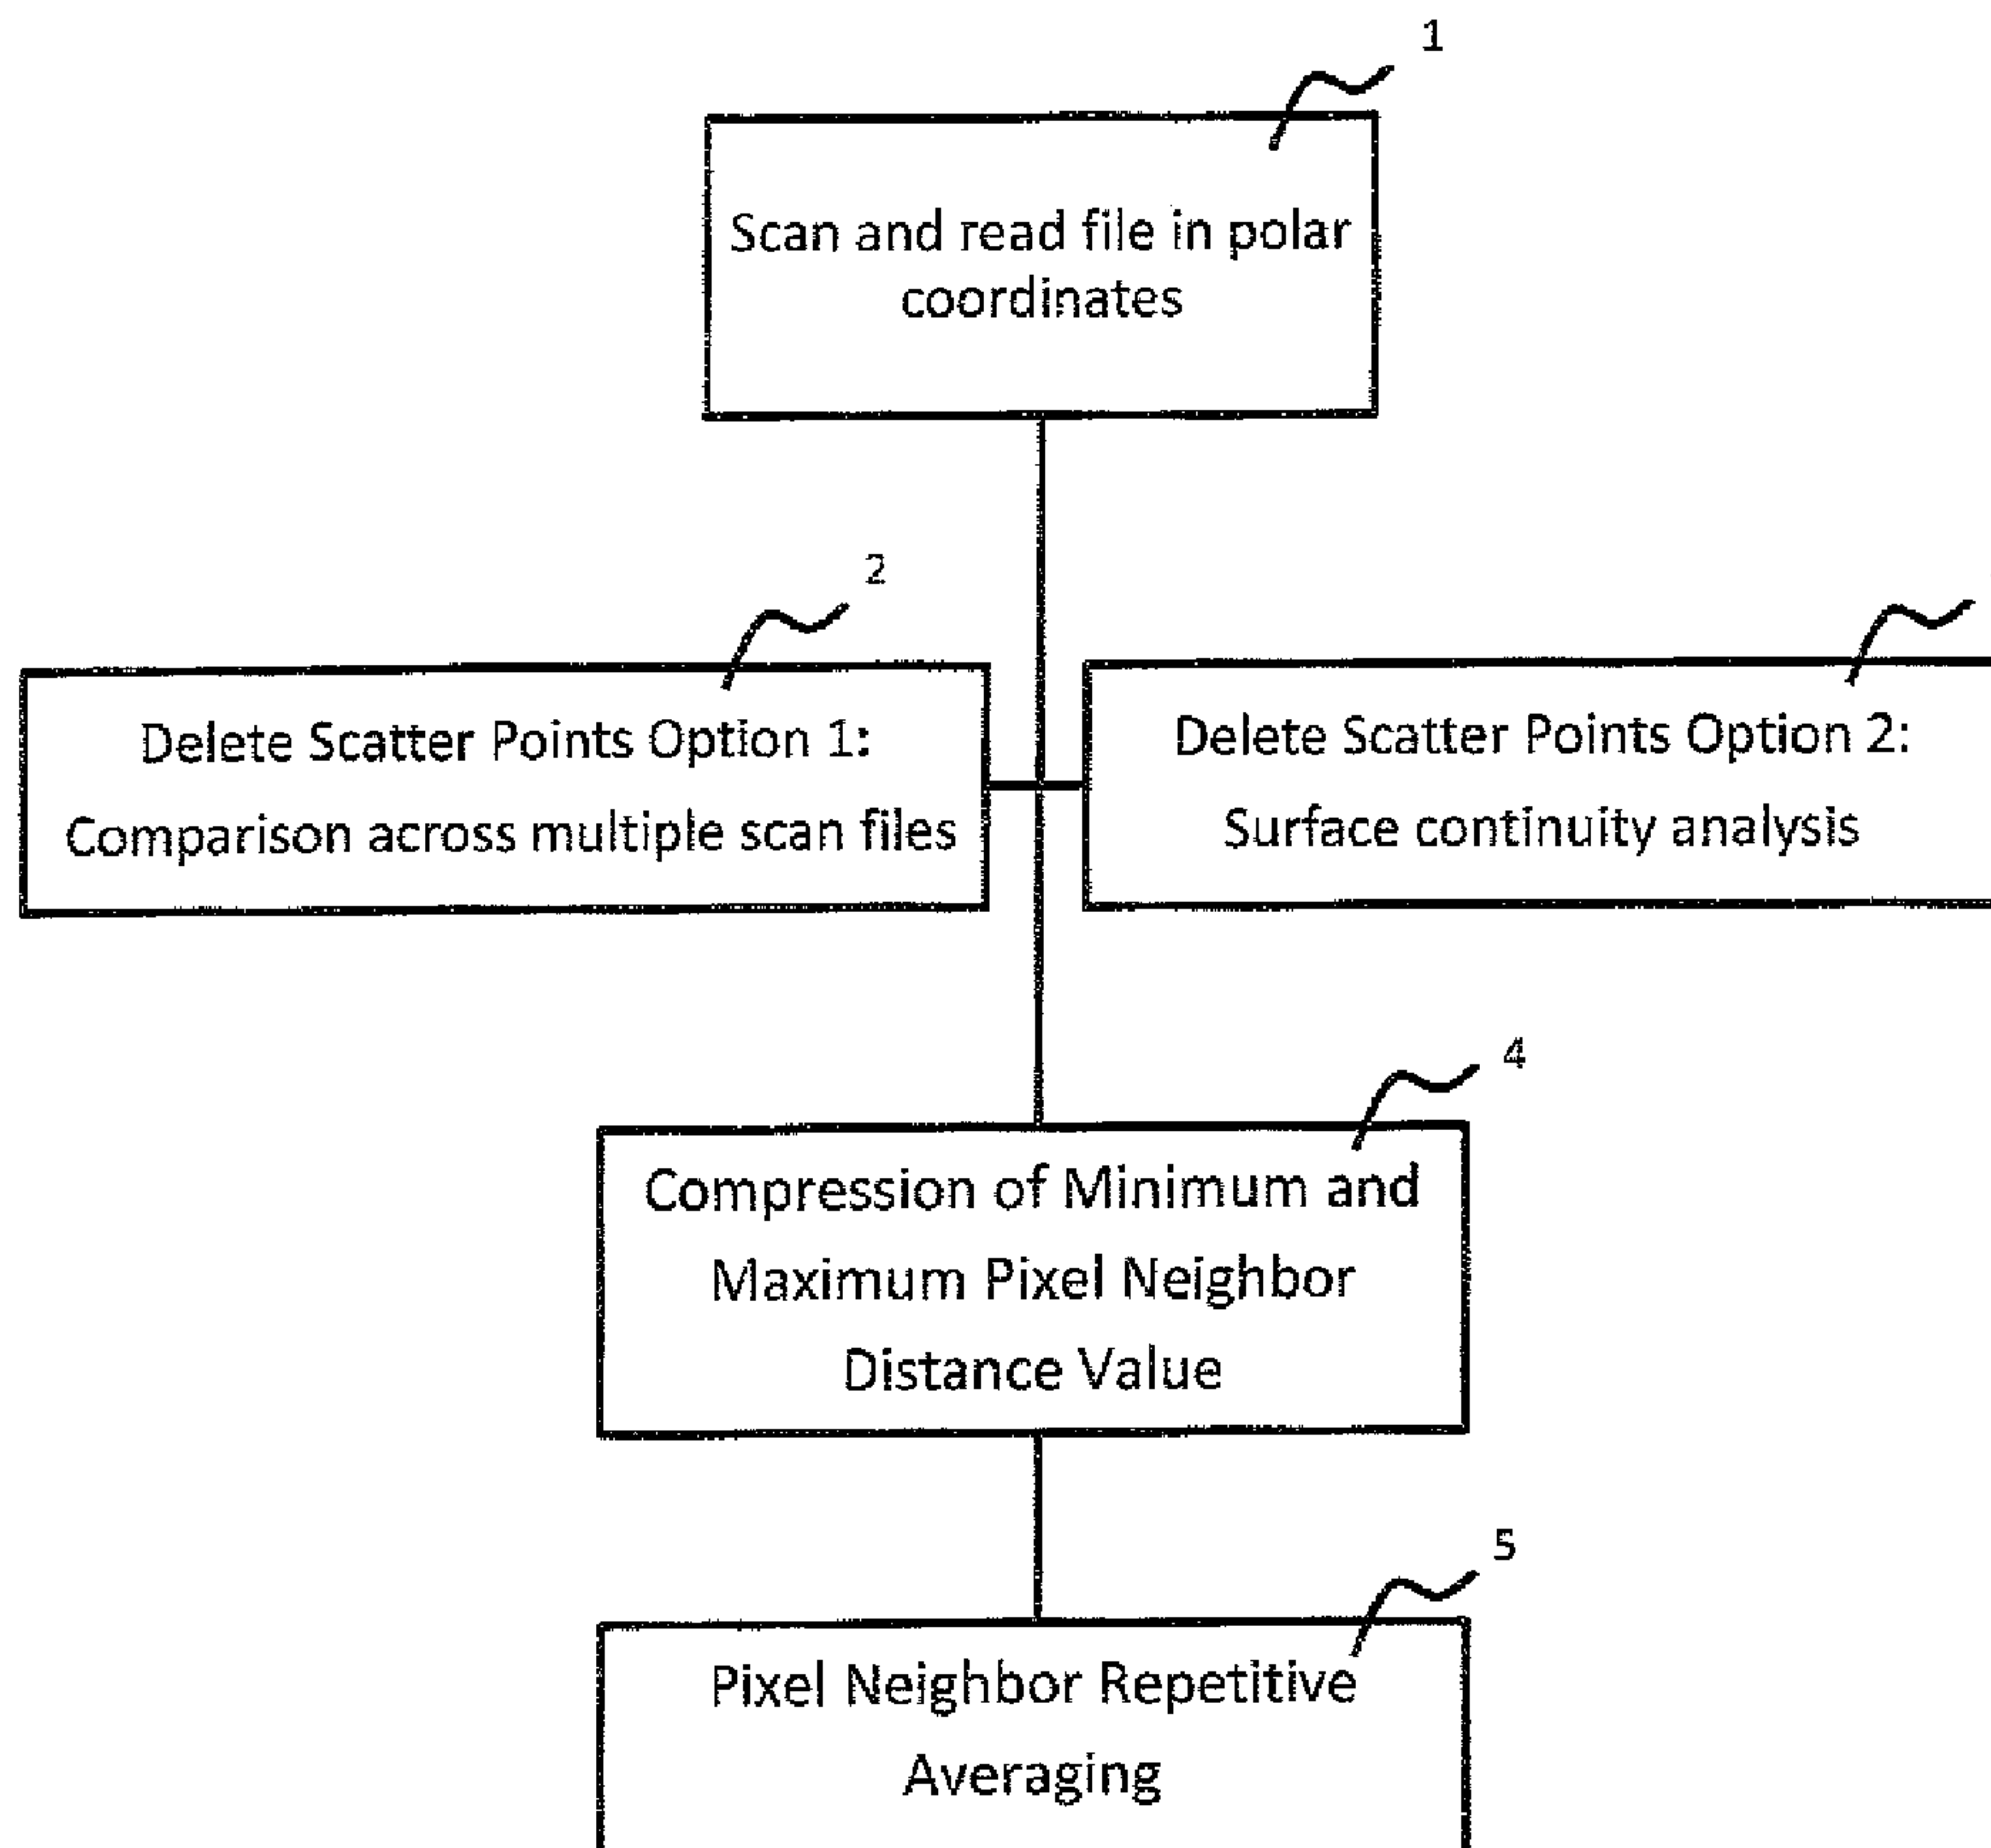 1
Scan and read file in polar
coordinates
2
Delete Scatter Points Option 1:
Comparison across multiple scan files
Delete Scatter Points Option 2:
Surface continuity analysis
4
Compression of Minimum and
Maximum Pixel Neighbor
Distance Value
5
Pixel Neighbor Repetitive
Averaging